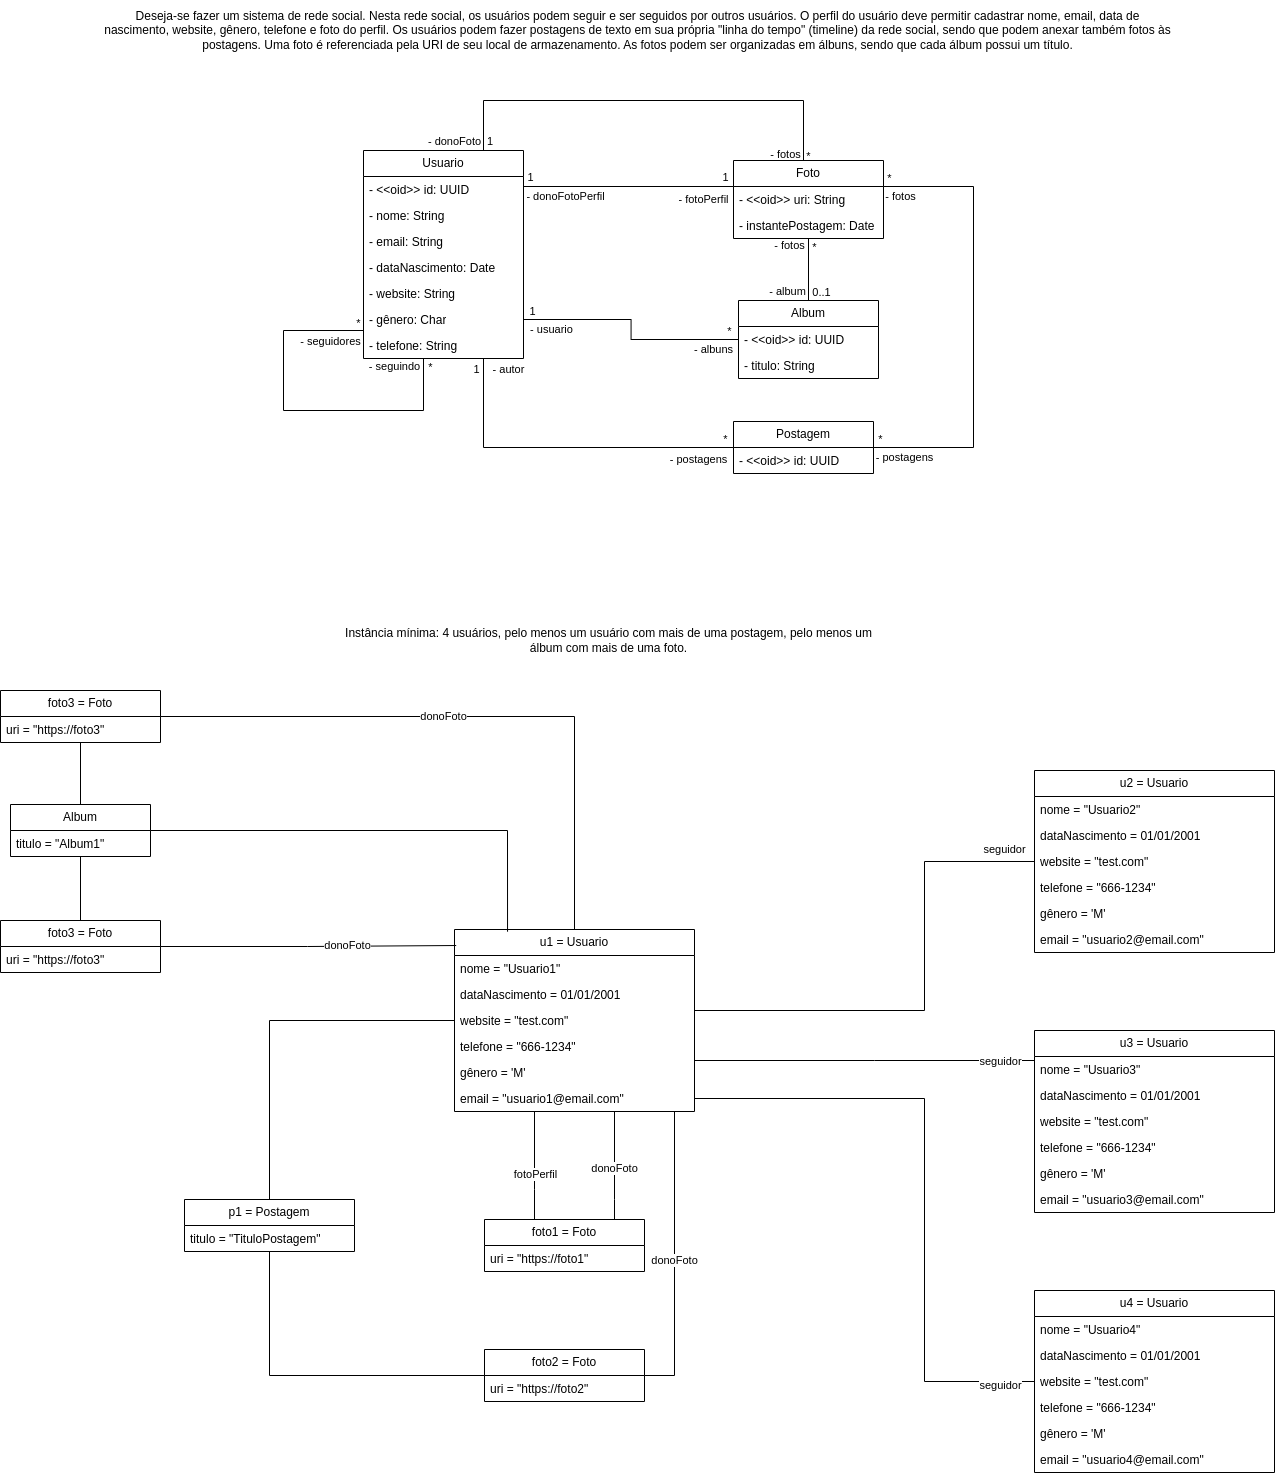 Deseja-se fazer um sistema de rede social. Nesta rede social, os usuários podem seguir e ser seguidos por outros usuários. O perfil do usuário deve permitir cadastrar nome, email, data de
nascimento, website, gênero, telefone e foto do perfil. Os usuários podem fazer postagens de texto em sua própria "linha do tempo" (timeline) da rede social, sendo que podem anexar também fotos às
postagens. Uma foto é referenciada pela URI de seu local de armazenamento. As fotos podem ser organizadas em álbuns, sendo que cada álbum possui um título.
- donoFoto 1
- fotos *
Usuario
- <<oid>> id: UUID
- nome: String
- email: String
- dataNascimento: Date
- website: String
- gênero: Char
- telefone: String
1
- donoFotoPerfil
1
- fotoPerfil
Foto
- <<oid>> uri: String
- instantePostagem: Date
*
- fotos
- fotos *
- album 0..1
Album
- <<oid>> id: UUID
- titulo: String
1
- usuario
*
- albuns
*
- seguidores
- seguindo *
1 - autor
*
- postagens
Postagem
- <<oid>> id: UUID
*
- postagens
Instância mínima: 4 usuários, pelo menos um usuário com mais de uma postagem, pelo menos um
álbum com mais de uma foto.
foto3 = Foto
uri = "https://foto3"
donoFoto
Album
titulo = "Album1"
foto3 = Foto
uri = "https://foto3"
donoFoto
u1 = Usuario
nome = "Usuario1"
dataNascimento = 01/01/2001
website = "test.com"
telefone = "666-1234"
gênero = 'M'
email = "usuario1@email.com"
seguidor
u2 = Usuario
nome = "Usuario2"
dataNascimento = 01/01/2001
website = "test.com"
telefone = "666-1234"
gênero = 'M'
email = "usuario2@email.com"
seguidor
u3 = Usuario
nome = "Usuario3"
dataNascimento = 01/01/2001
website = "test.com"
telefone = "666-1234"
gênero = 'M'
email = "usuario3@email.com"
fotoPerfil
donoFoto
p1 = Postagem
titulo = "TituloPostagem"
foto1 = Foto
uri = "https://foto1"
donoFoto
foto2 = Foto
uri = "https://foto2"
seguidor
u4 = Usuario
nome = "Usuario4"
dataNascimento = 01/01/2001
website = "test.com"
telefone = "666-1234"
gênero = 'M'
email = "usuario4@email.com"